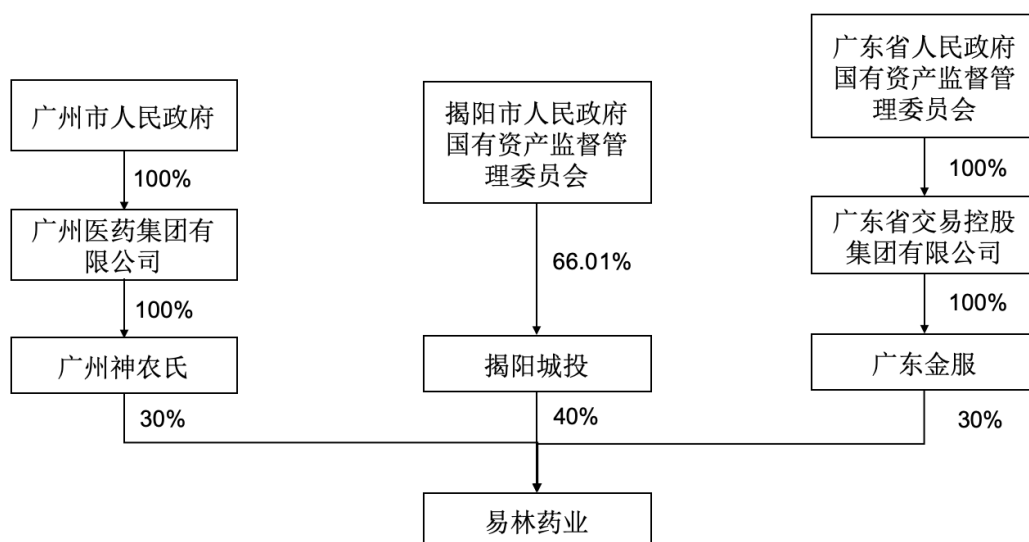 广州市人民政府
100%
广州医药集团有
限公司
100%
广州神农氏
30%
揭阳市人民政府
国有资产监督管
理委员会
66.01%
揭阳城投
40%
广东省人民政府
国有资产监督管
理委员会
100%
广东省交易控股
集团有限公司
100%
广东金服
30%
易林药业